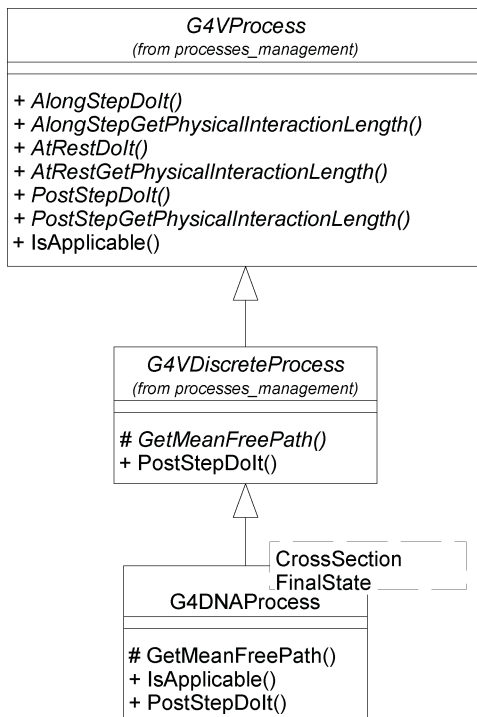 G4VProcess
(from processes_management)
+ AlongStepDoIt()
+ AlongStepGetPhysicalInteractionLength()
+ AtRestDoIt()
+ AtRestGetPhysicalInteractionLength()
+ PostStepDoIt()
+ PostStepGetPhysicalInteractionLength()
+ IsApplicable()
G4VDiscreteProcess
(from processes_management)
# GetMeanFreePath()
+ PostStepDoIt()
CrossSection
FinalState
G4DNAProcess
# GetMeanFreePath()
+ IsApplicable()
+ PostStepDoIt()